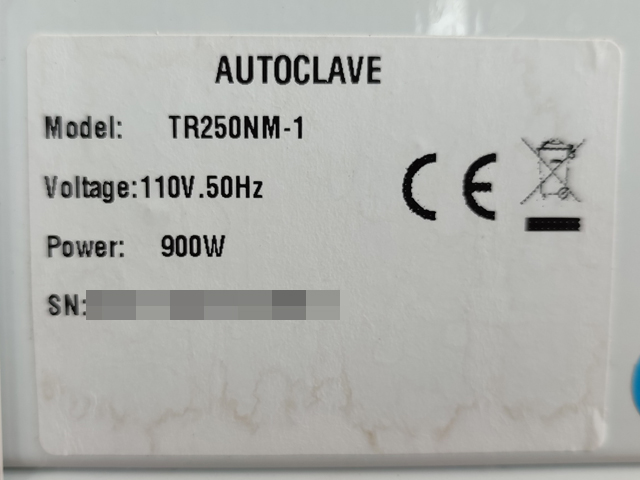 AUTOCLAVE
Model: TR250NM-1
Voltage:110V.50Hz
CE
Power: 900W
SN: